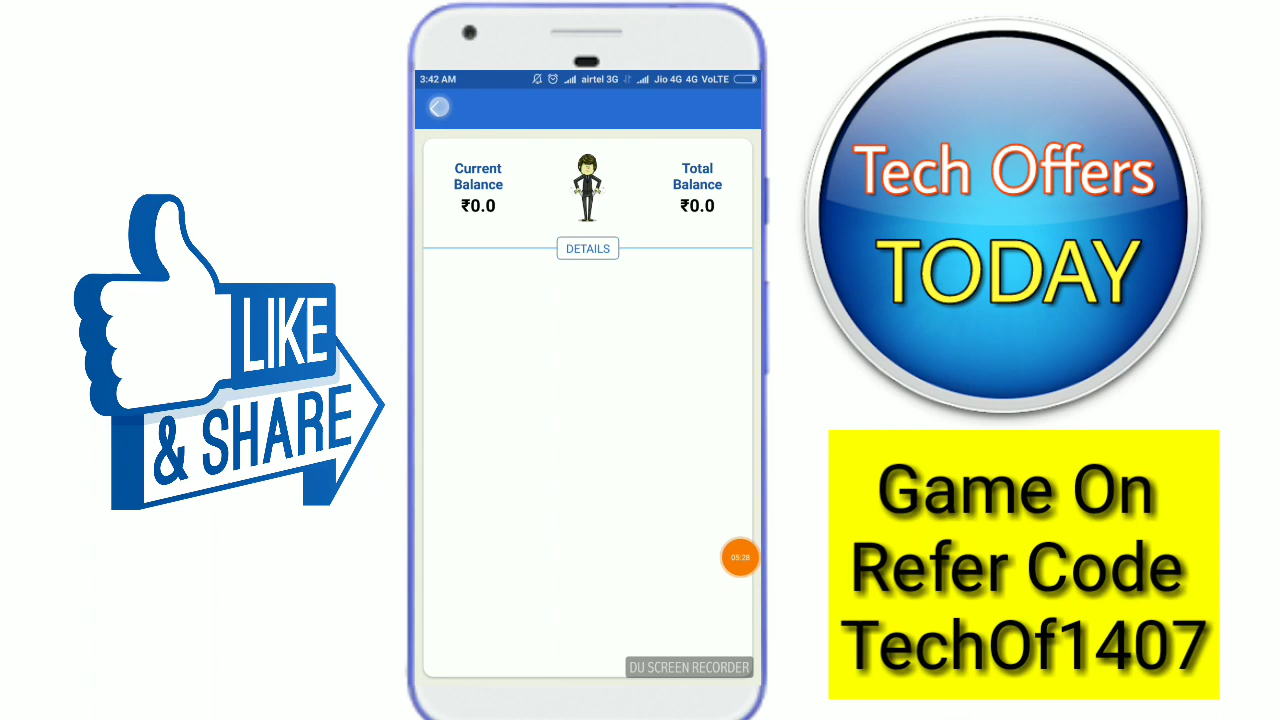 LIKE
& SHARE
3:42 AM
airtel 3G
Jio 4G 4G VoLTE
Current
Balance
₹0.0
Total
Balance
₹0.0
DETAILS
05:28
DU SCREEN RECORDER
Tech Offers
TODAY
Game On
Refer Code
TechOf1407